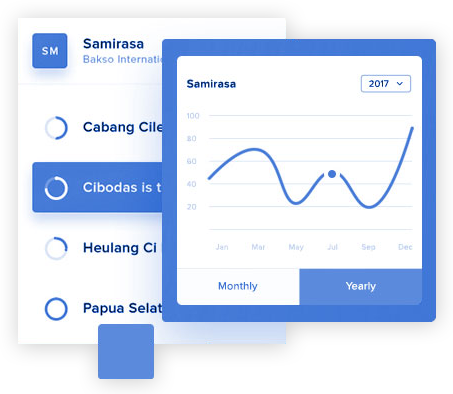 SM
Samirasa
Bakso Internatio
Cabang Cile
Cibodas is t
Heulang Ci
Papua Selat
Samirasa
2017
100
80
60
40
20
Jan Mar May Jul Sep Dec
Monthly Yearly